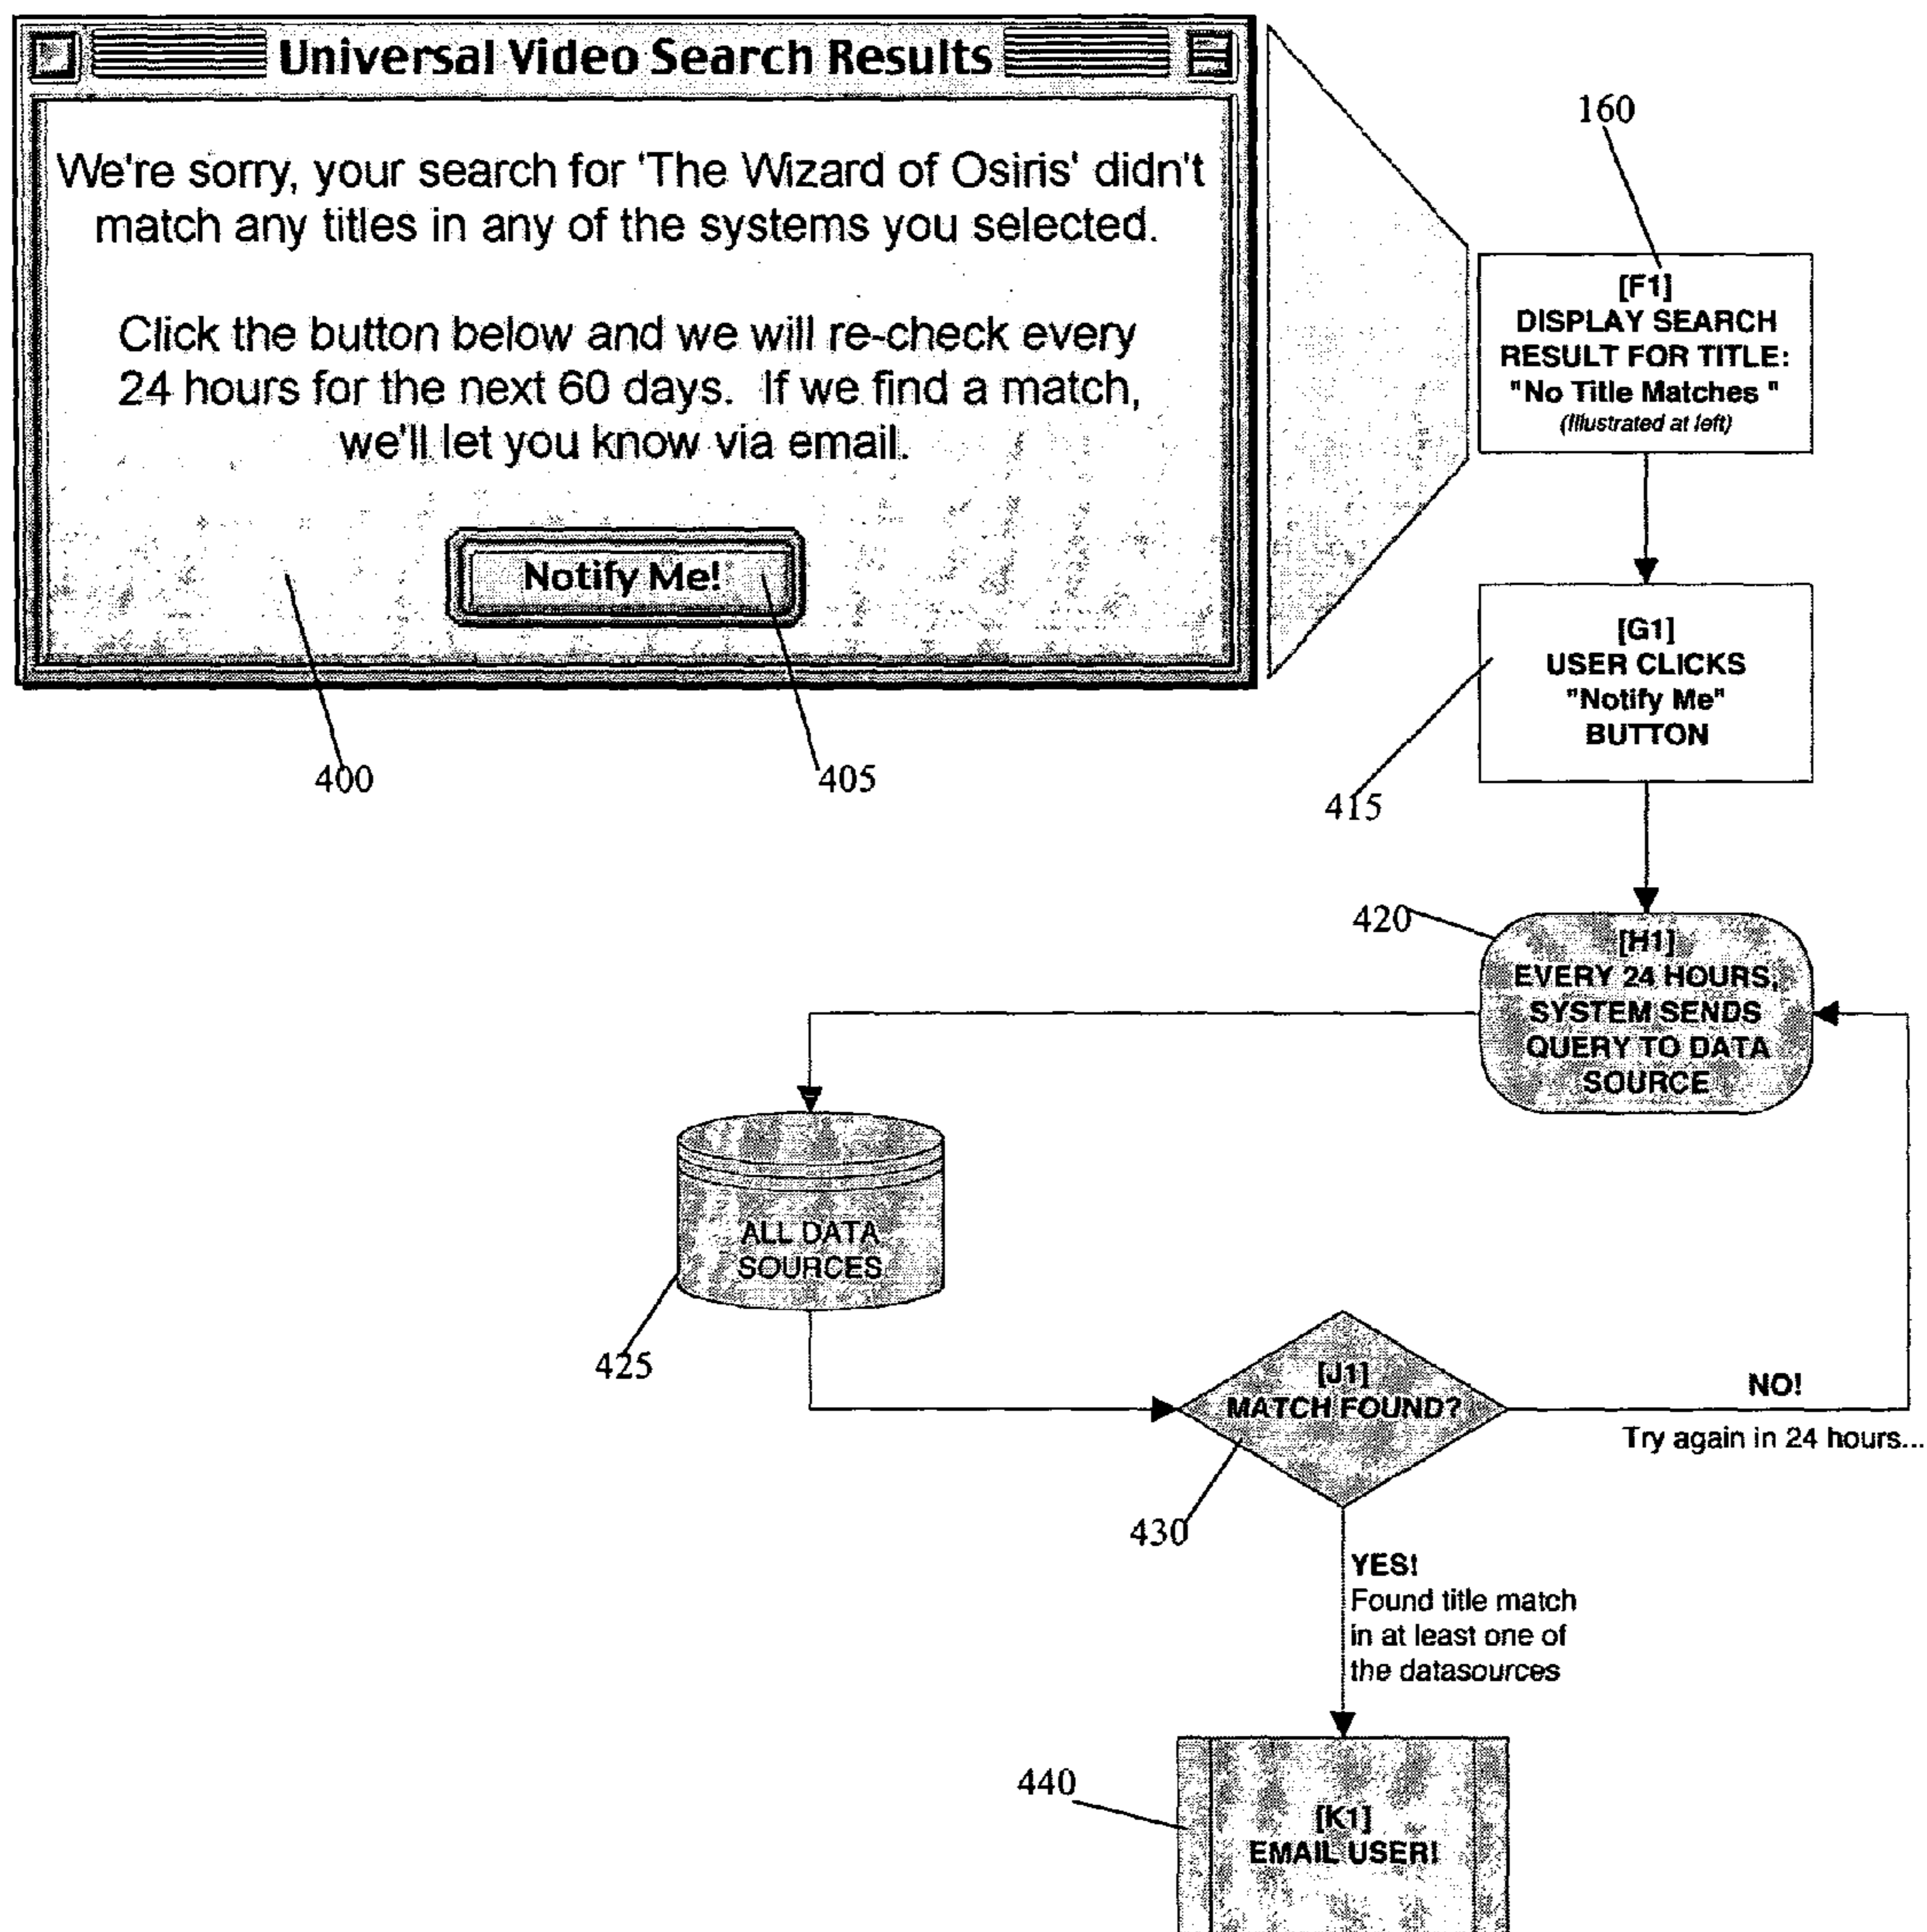 Universal Video Search Results
We're sorry, your search for 'The Wizard of Osiris' didn't
match any titles in any of the systems you selected.
Click the button below and we will re-check every
24 hours for the next 60 days. If we find a match,
we'll let you know via email.
Notify Me!
400
405
160
[F1]
DISPLAY SEARCH
RESULT FOR TITLE:
"No Title Matches "
(Illustrated at left)
[G1]
USER CLICKS
"Notify Me"
BUTTON
415
420
[H1]
EVERY 24 HOURS,
SYSTEM SENDS
QUERY TO DATA
SOURCE
ALL DATA
SOURCES
425
[J1]
MATCH FOUND?
NO!
Try again in 24 hours...
430
YES!
Found title match
in at least one of
the datasources
440
[K1]
EMAIL USER!